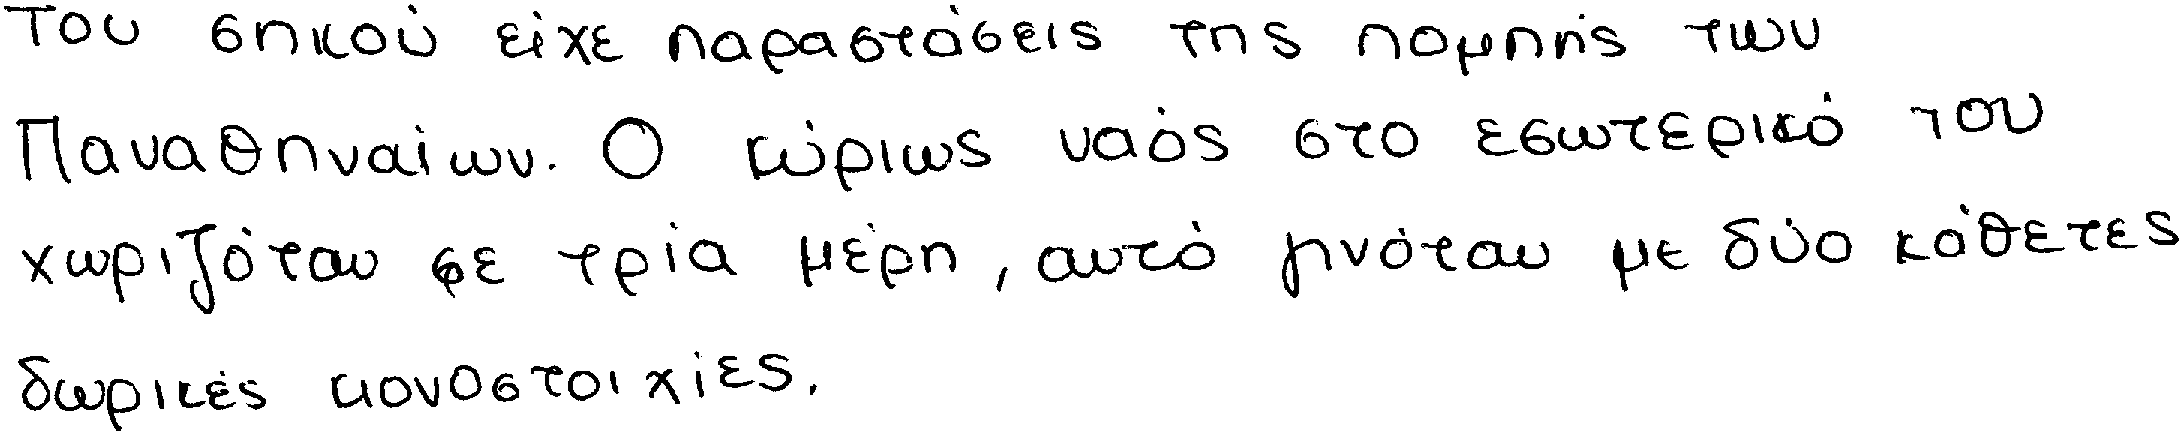 του σηκού είχε παραστάσεις της πομπής των
Παναθηναίων. Ο κύριως ναός στο εσωτερικό του
χωριζόταν σε τρία μέρη, αυτό γινόταν με δύο κάθετες
δωρικές κιονοστοιχίες.